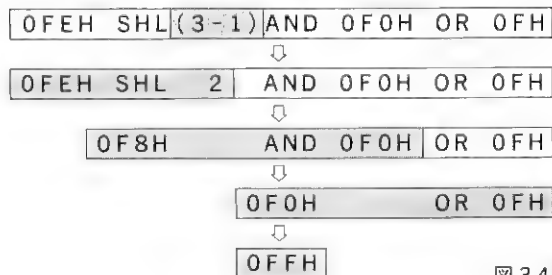 0FEH SHL (3-1) AND 0F0H OR 0FH
0FEH SHL 2 AND 0F0H OR 0FH
0F8H AND 0F0H OR 0FH
0F0H OR 0FH
0FFH
図 3.4